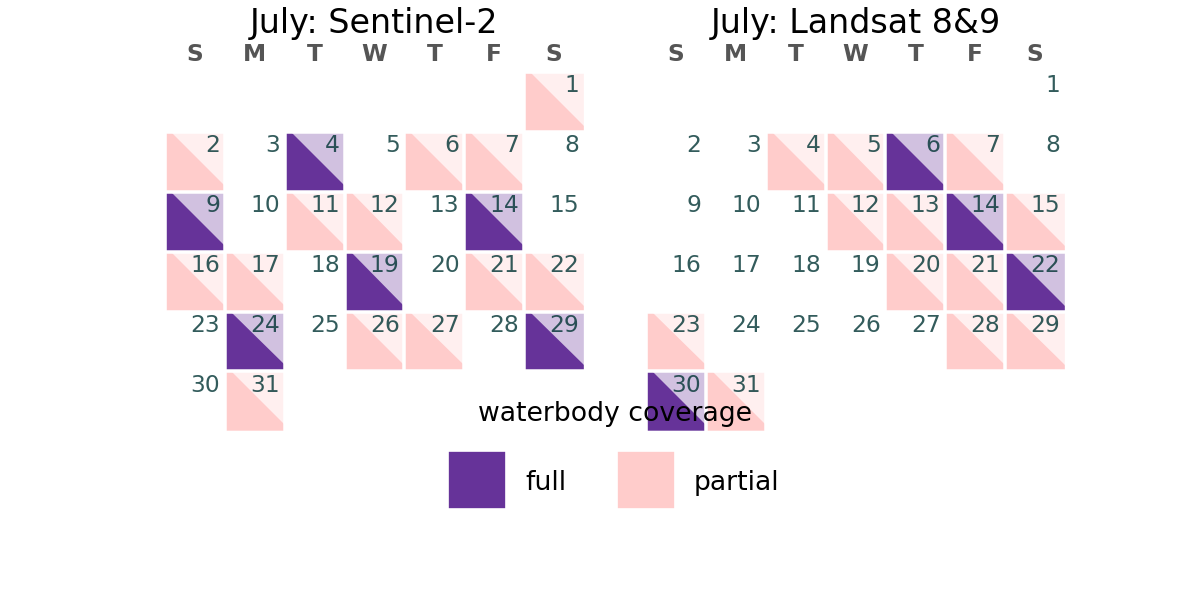 July: Sentinel-2
S M T W T F S
1
2 3 4 5 6 7 8
9 10 11 12 13 14 15
16 17 18 19 20 21 22
23 24 25 26 27 28 29
30 31
July: Landsat 8&9
S M T W T F S
1
2 3 4 5 6 7 8
9 10 11 12 13 14 15
16 17 18 19 20 21 22
23 24 25 26 27 28 29
30 31
waterbody coverage
full partial